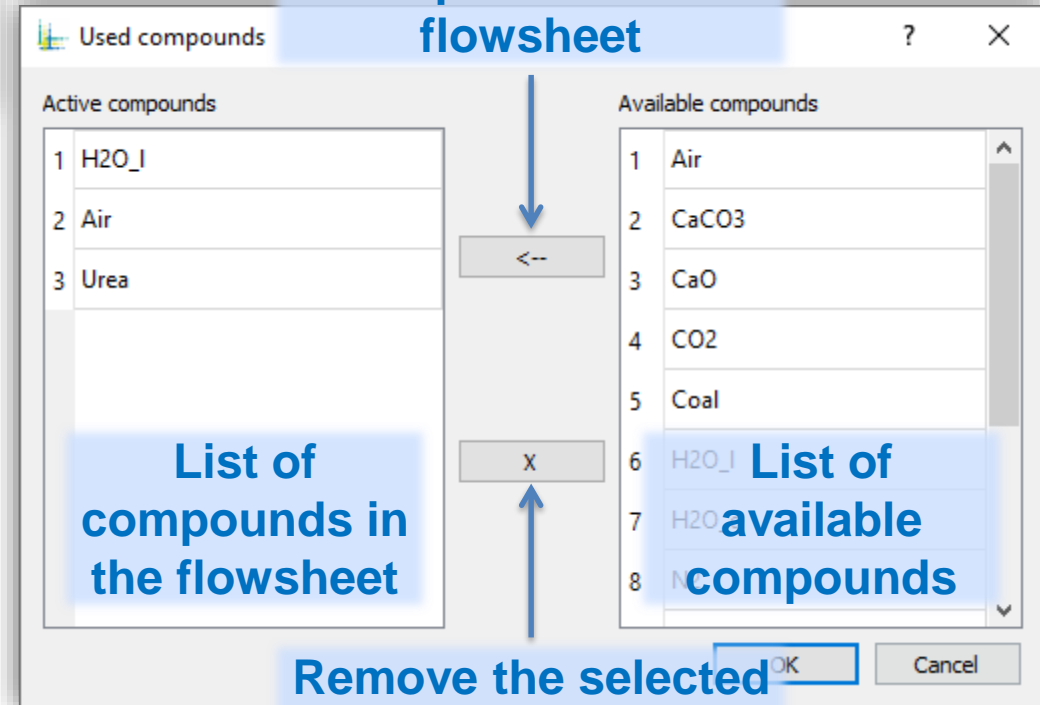 flowsheet
Used compounds ? ×
Active compounds
Available compounds
1 H2O_l
2 Air
3 Urea
<--
X
1 Air
2 CaCO3
3 CaO
4 CO2
5 Coal
6 H2O_l
7 H2O
8
List of
compounds in
the flowsheet
List of
available
compounds
Remove the selected
OK
Cancel